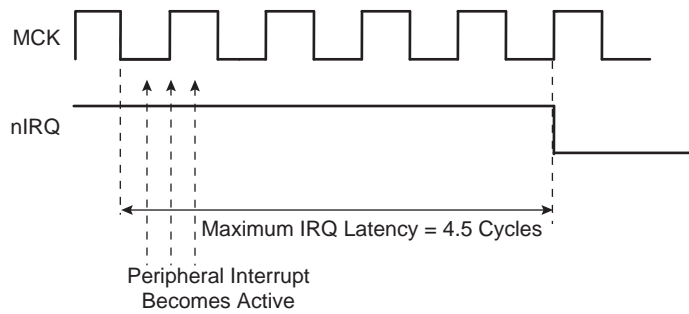 MCK
nIRQ
Maximum IRQ Latency = 4.5 Cycles
Peripheral Interrupt
Becomes Active